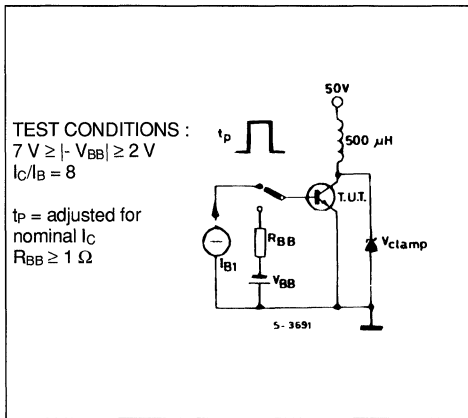 TEST CONDITIONS :
7 V ≥ |- VBB| ≥ 2 V
IC/IB = 8
tP = adjusted for
nominal IC
RBB ≥ 1 Ω
tp
50V
500 μH
T.U.T.
Vclamp
RBB
IB1
VBB
S-3691